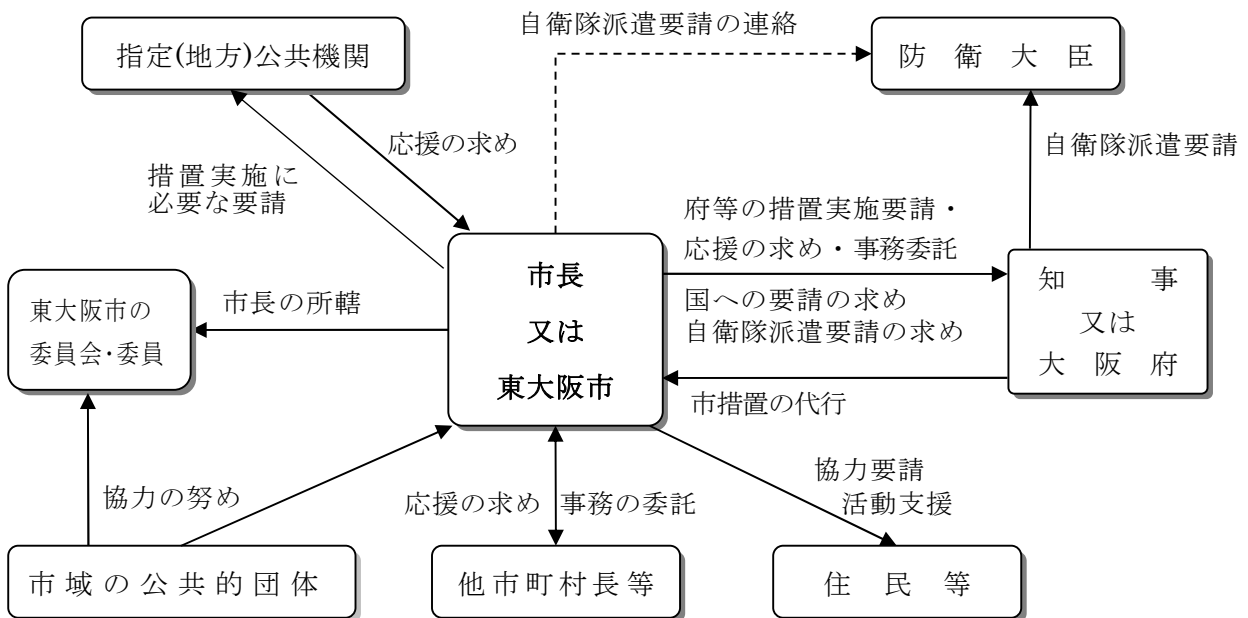 自衛隊派遣要請の連絡
指定(地方)公共機関
防衛大臣
応援の求め
自衛隊派遣要請
措置実施に
必要な要請
府等の措置実施要請・
応援の求め・事務委託
市長
又は
東大阪市
知事
又は
大阪府
東大阪市の
委員会・委員
市長の所轄
国への要請の求め
自衛隊派遣要請の求め
市措置の代行
協力の努め
応援の求め
事務の委託
協力要請
活動支援
市域の公共的団体
他市町村長等
住民等